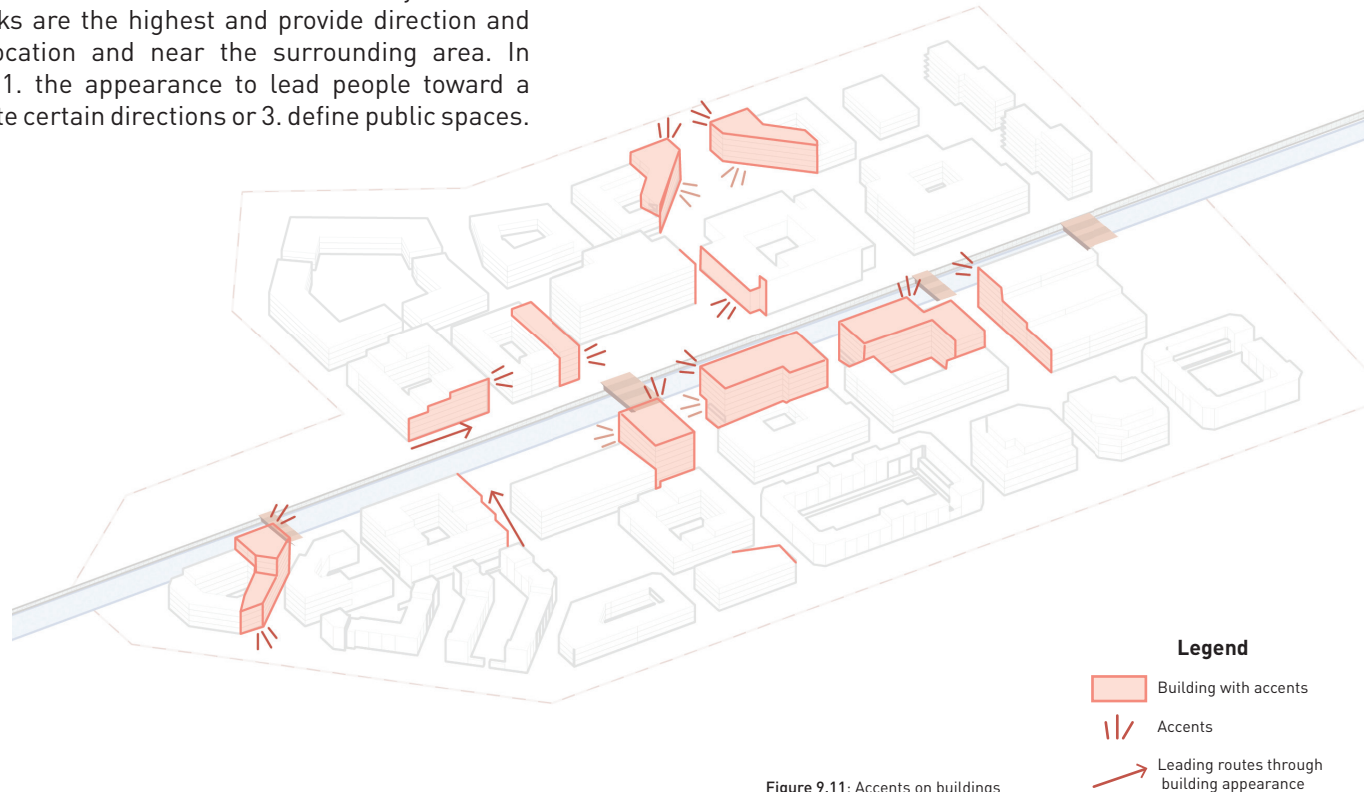 ks are the highest and provide direction and
ocation and near the surrounding area. In
1. the appearance to lead people toward a
te certain directions or 3. define public spaces.
Legend
Building with accents
Accents
Leading routes through
building appearance
Figure 9.11: Accents on buildings